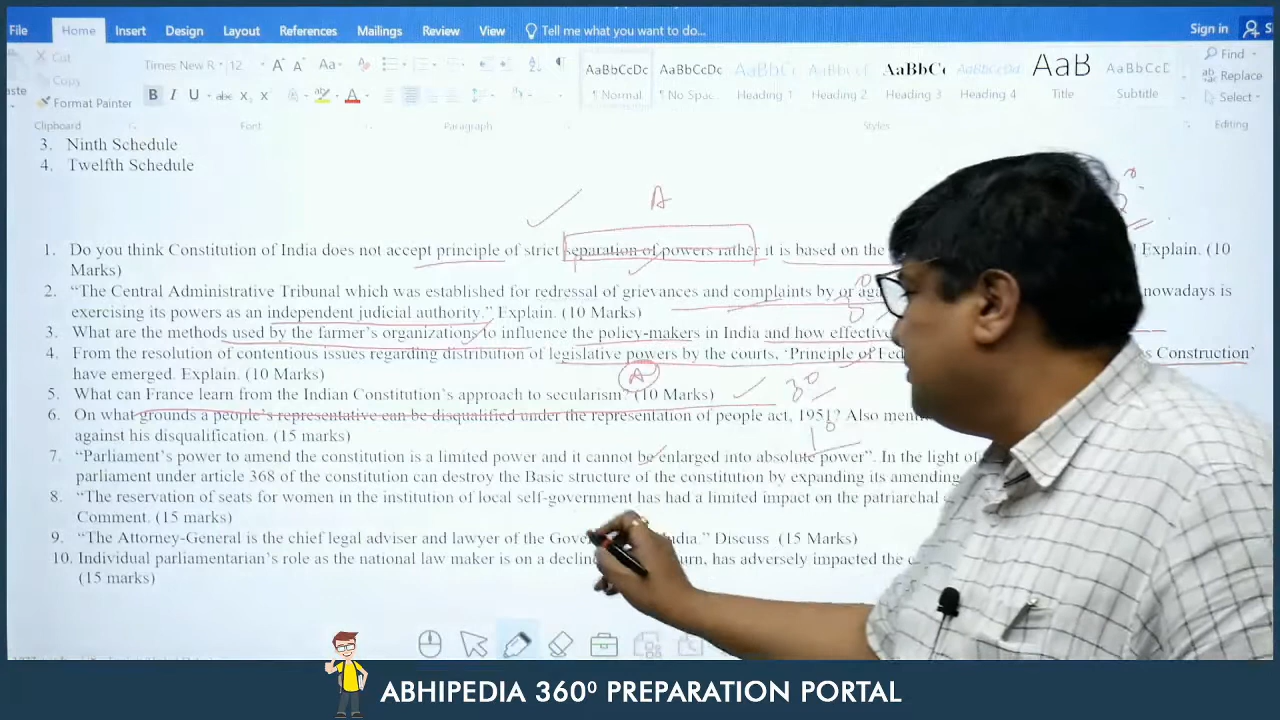 File Home Insert Design Layout References Mailings Review View Tell me what you want to do... Sign in
Cut
Copy
Format Painter
Times New R 12
AaBbCcDc AaBbCcDc AaBbCcDc AaBbCcDc AaBbCc AaBbCcDd AaB AaBbCcD
¶ Normal ¶ No Spac... Heading 1 Heading 2 Heading 3 Heading 4 Title Subtitle
Find
Replace
Select
Clipboard Font Paragraph Styles Editing
3. Ninth Schedule
4. Twelfth Schedule
A
1. Do you think Constitution of India does not accept principle of strict separation of powers rather it is based on the Explain. (10
Marks)
2. “The Central Administrative Tribunal which was established for redressal of grievances and complaints by or nowadays is
exercising its powers as an independent judicial authority.” Explain. (10 Marks)
3. What are the methods used by the farmer’s organizations to influence the policy-makers in India and how
4. From the resolution of contentious issues regarding distribution of legislative powers by the courts, ‘Principle of Construction’
have emerged. Explain. (10 Marks)
A
5. What can France learn from the Indian Constitution’s approach to secularism? (10 Marks)
30
6. On what grounds a people’s representative can be disqualified under the representation of people act, 1951? Also
against his disqualification. (15 marks)
7. “Parliament’s power to amend the constitution is a limited power and it cannot be enlarged into absolute power”. In the light of
parliament under article 368 of the constitution can destroy the Basic structure of the constitution by expanding its amending
8. “The reservation of seats for women in the institution of local self-government has had a limited impact on the patriarchal
Comment. (15 marks)
9. “The Attorney-General is the chief legal adviser and lawyer of the Discuss (15 Marks)
10. Individual parliamentarian’s role as the national law maker is on a has adversely impacted the
(15 marks)
ABHIPEDIA 360⁰ PREPARATION PORTAL